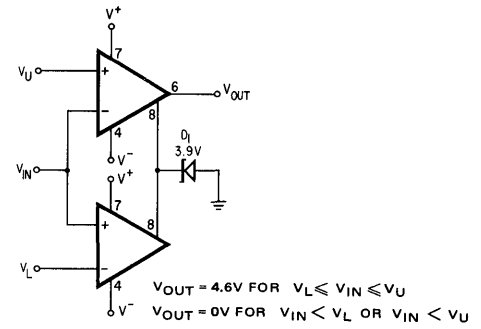 V+
7
VU
+
6
VOUT
-
8
4
D1
3.9V
V-
VIN
V+
7
8
+
VL
-
4
V-
VOUT = 4.6V FOR VL ≤ VIN ≤ VU
VOUT = 0V FOR VIN < VL OR VIN < VU